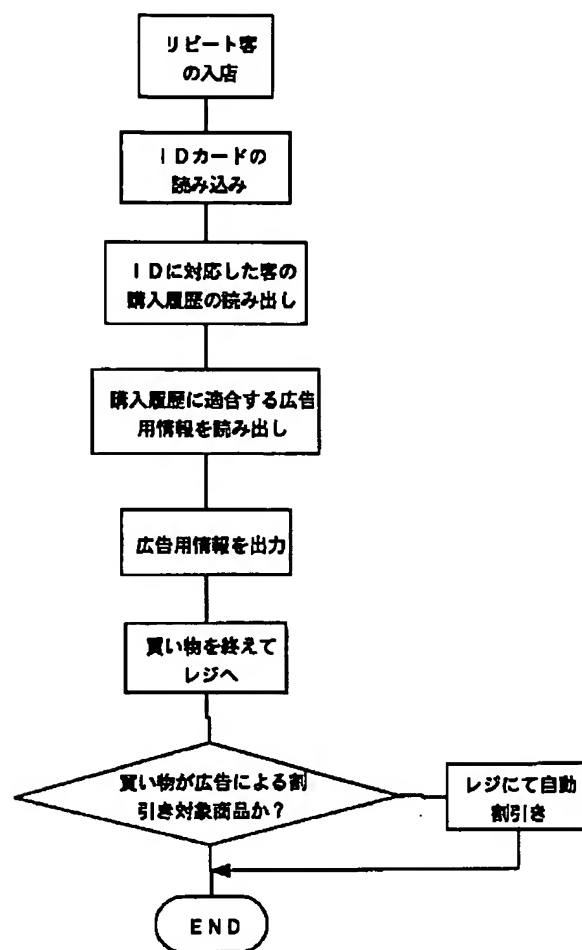 リピート客
の入店
IDカードの
読み込み
IDに対応した客の
購入履歴の読み出し
購入履歴に適合する広告
用情報を読み出し
広告用情報を出力
買い物を終えて
レジへ
買い物が広告による割
引き対象商品か？
レジにて自動
割引き
END